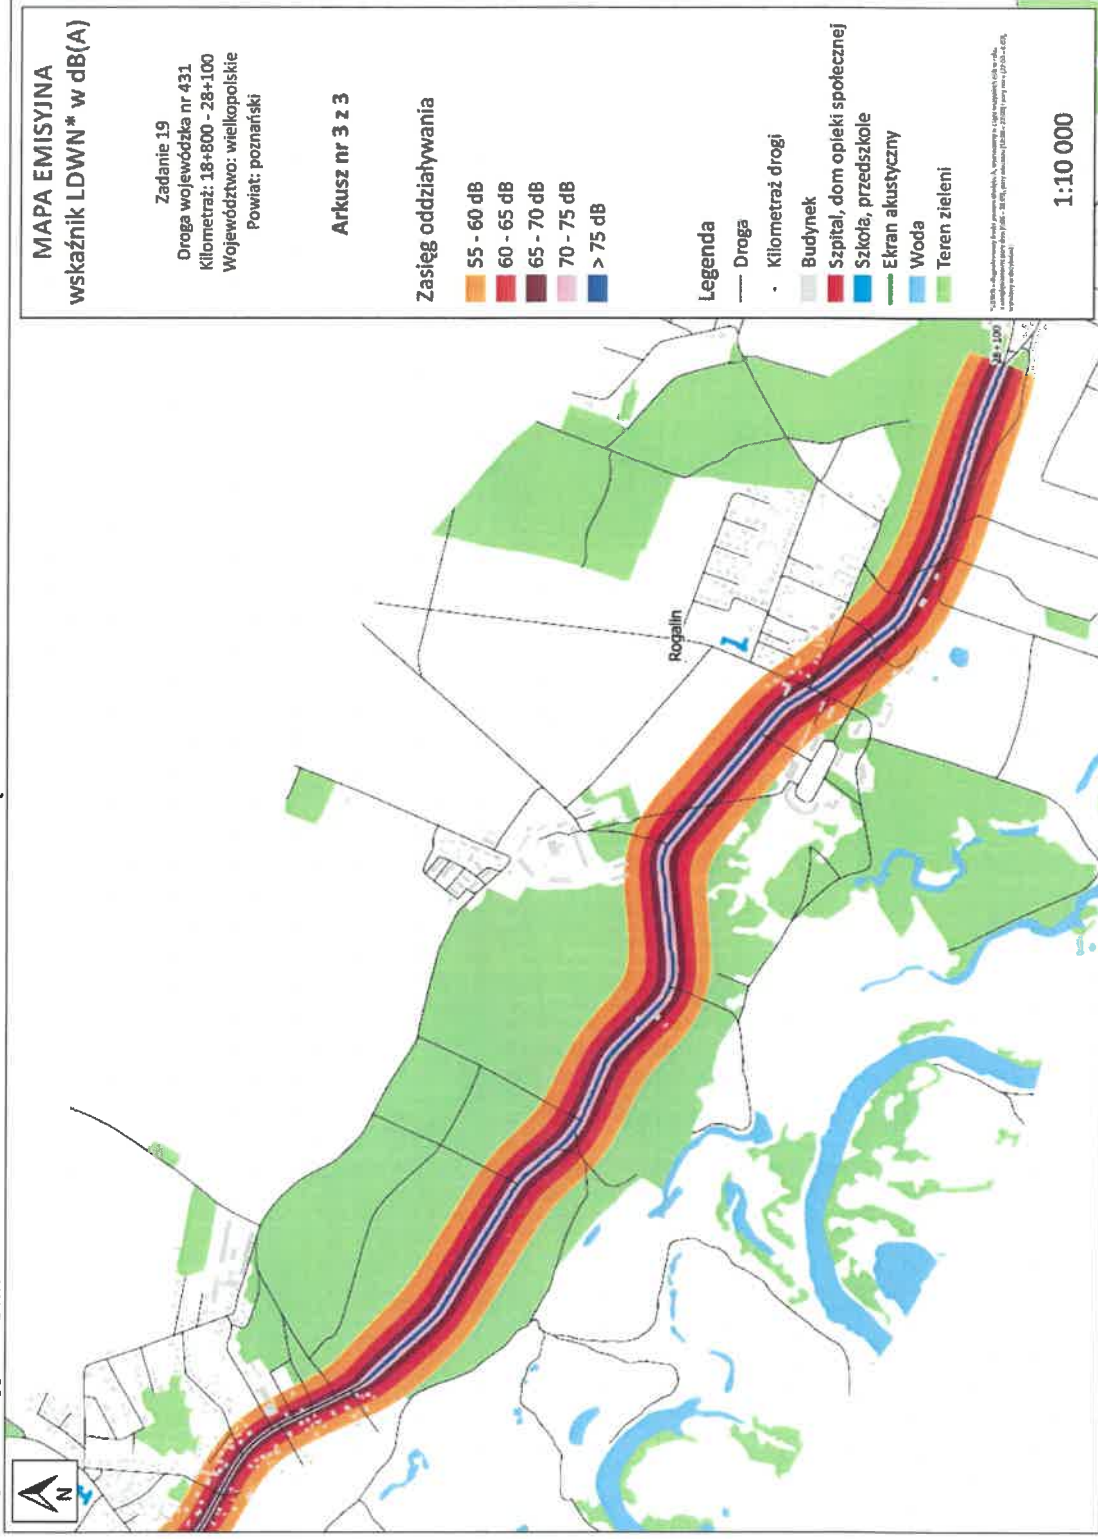 MAPA EMISYJNA
wskaźnik LDWN* w dB(A)
Zadanie 19
Droga wojewódzka nr 431
Kilometraż: 18+800 - 28+100
Województwo: wielkopolskie
Powiat: poznański
Arkusz nr 3 z 3
Zasięg oddziaływania
55 - 60 dB
60 - 65 dB
65 - 70 dB
70 - 75 dB
> 75 dB
Legenda
Droga
Kilometraż drogi
Budynek
Szpital, dom opieki społecznej
Szkoła, przedszkole
Ekran akustyczny
Woda
Teren zieleni
1:10 000
Rogalin
28+100
N